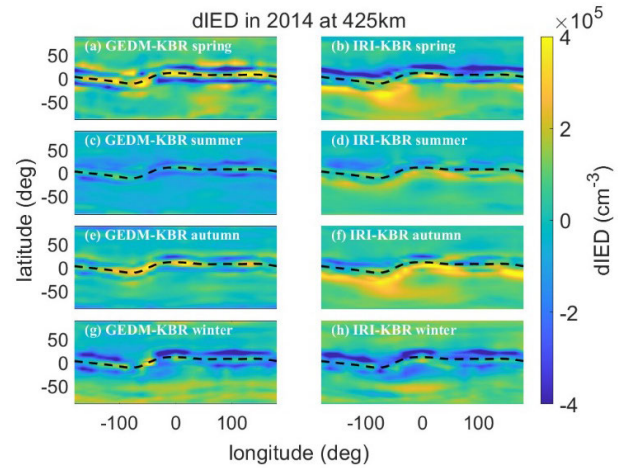 dIED in 2014 at 425km
×10⁵
(a) GEDM-KBR spring
(b) IRI-KBR spring
(c) GEDM-KBR summer
(d) IRI-KBR summer
(e) GEDM-KBR autumn
(f) IRI-KBR autumn
(g) GEDM-KBR winter
(h) IRI-KBR winter
50
0
-50
50
0
-50
50
0
-50
50
0
-50
latitude (deg)
-100 0 100
-100 0 100
longitude (deg)
4
2
0
-2
-4
dIED (cm⁻³)